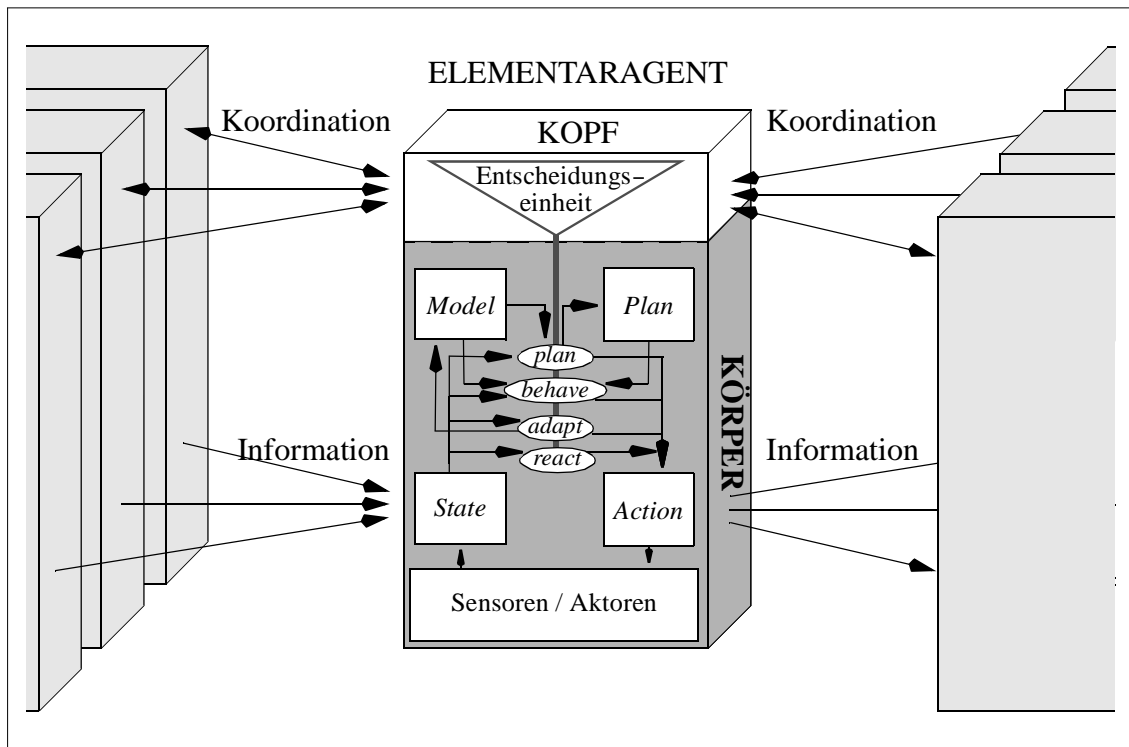 ELEMENTARAGENT
Koordination
KOPF
Koordination
Entscheidungs-
einheit
Model
Plan
plan
behave
adapt
react
KÖRPER
Information
Information
State
Action
Sensoren / Aktoren